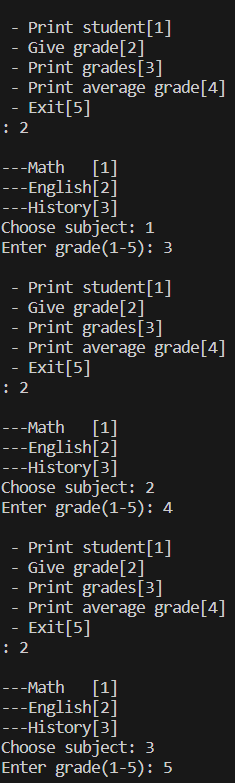 - Print student[1]
- Give grade[2]
- Print grades[3]
- Print average grade[4]
- Exit[5]
: 2
---Math   [1]
---English[2]
---History[3]
Choose subject: 1
Enter grade(1-5): 3
- Print student[1]
- Give grade[2]
- Print grades[3]
- Print average grade[4]
- Exit[5]
: 2
---Math   [1]
---English[2]
---History[3]
Choose subject: 2
Enter grade(1-5): 4
- Print student[1]
- Give grade[2]
- Print grades[3]
- Print average grade[4]
- Exit[5]
: 2
---Math   [1]
---English[2]
---History[3]
Choose subject: 3
Enter grade(1-5): 5